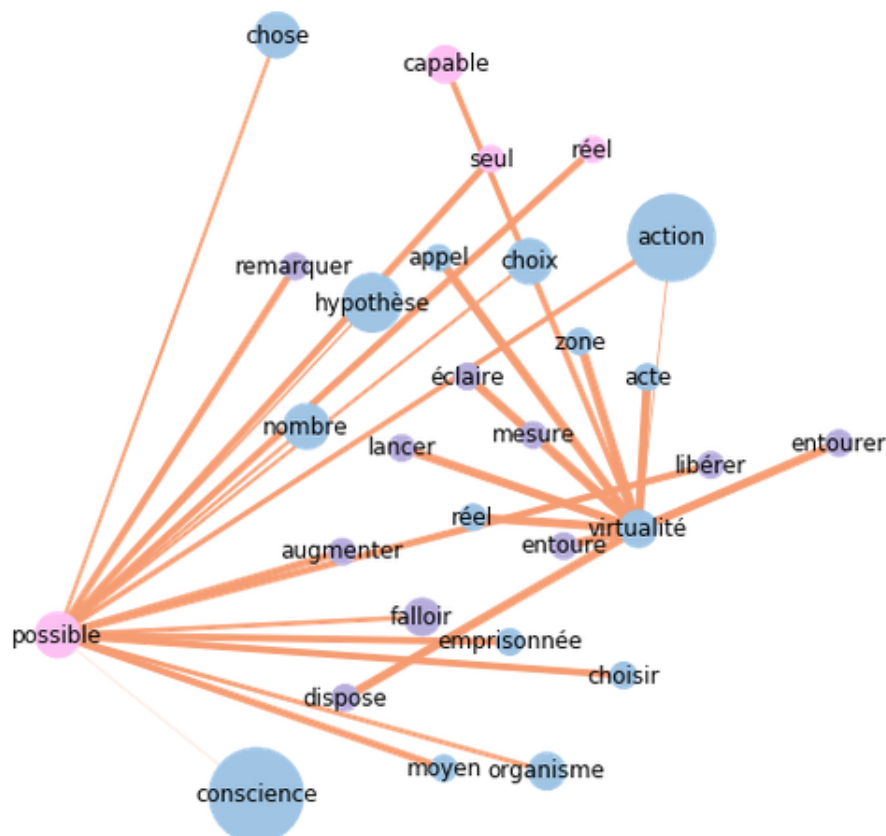 chose
capable
seul
réel
action
appel
choix
remarquer
hypothèse
zone
éclaire
acte
nombre
mesure
lancer
entourer
libérer
réel
virtualité
entoure
augmenter
falloir
possible
emprisonnée
choisir
dispose
moyen
organisme
conscience